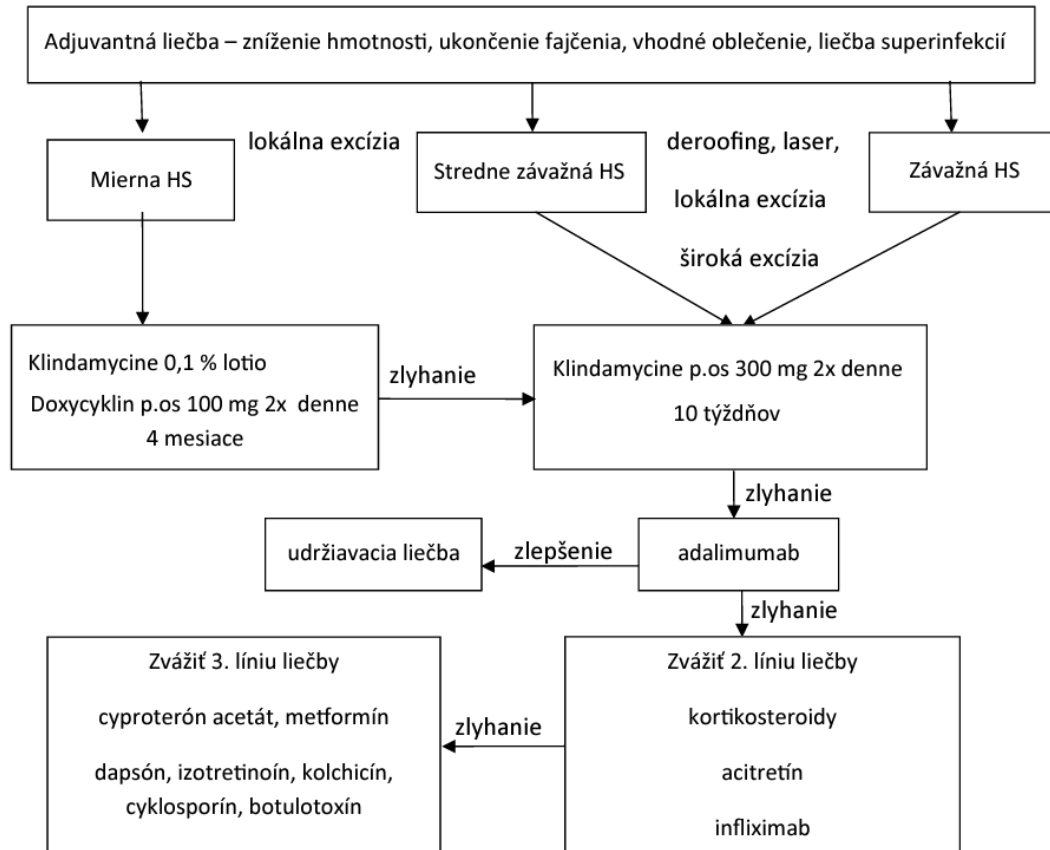 Adjuvantná liečba – zníženie hmotnosti, ukončenie fajčenia, vhodné oblečenie, liečba superinfekcií
lokálna excízia
deroofing, laser,
lokálna excízia
široká excízia
Mierna HS
Stredne závažná HS
Závažná HS
Klindamycine 0,1 % lotio
Doxycyklin p.os 100 mg 2x denne
4 mesiace
zlyhanie
Klindamycine p.os 300 mg 2x denne
10 týždňov
zlyhanie
adalimumab
zlepšenie
udržiavacia liečba
zlyhanie
Zvážiť 2. líniu liečby
kortikosteroidy
acitretín
infliximab
zlyhanie
Zvážiť 3. líniu liečby
cyproterón acetát, metformín
dapsón, izotretinoín, kolchicín,
cyklosporín, botulotoxín